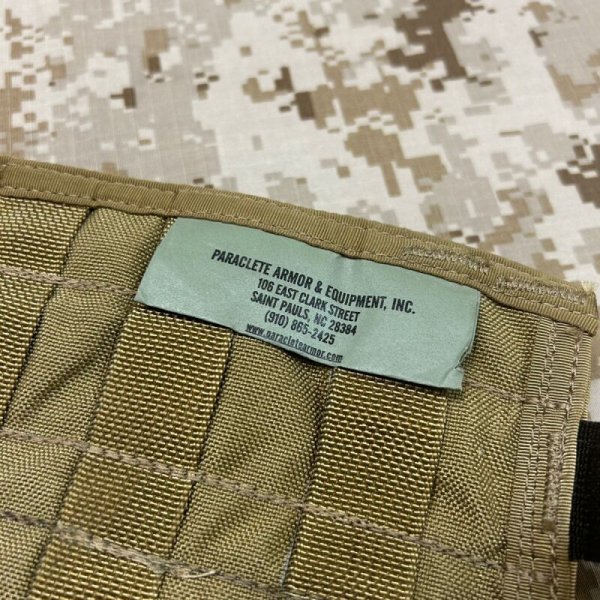 PARACLETE ARMOR & EQUIPMENT, INC.
106 EAST CLARK STREET
SAINT PAULS, NC 28384
(910) 865-2425
www.paracletearmor.com